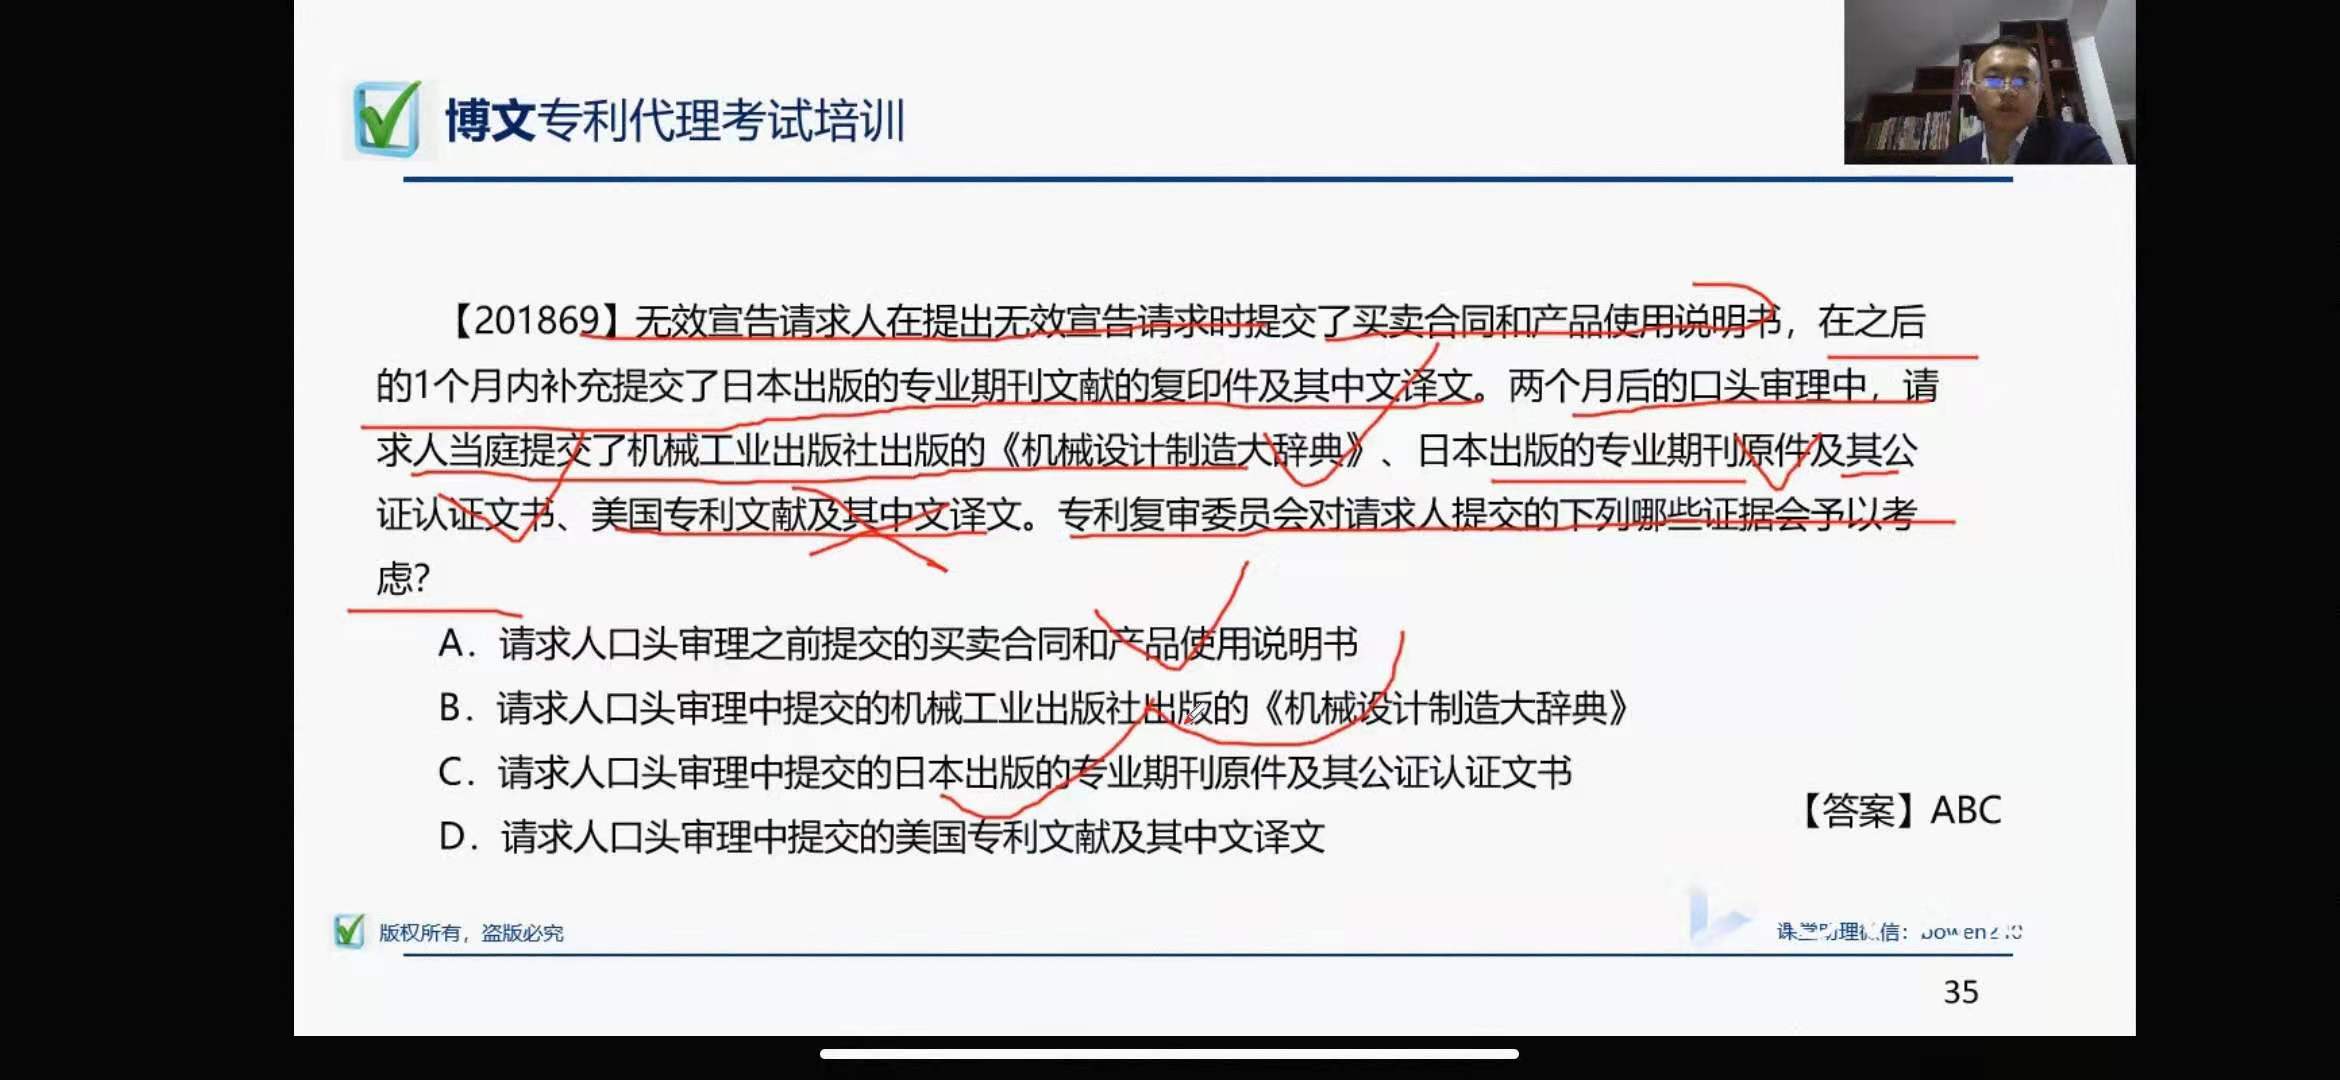 博文专利代理考试培训
【201869】无效宣告请求人在提出无效宣告请求时提交了买卖合同和产品使用说明书，在之后
的1个月内补充提交了日本出版的专业期刊文献的复印件及其中文译文。两个月后的口头审理中，请
求人当庭提交了机械工业出版社出版的《机械设计制造大辞典》、日本出版的专业期刊原件及其公
证认证文书、美国专利文献及其中文译文。专利复审委员会对请求人提交的下列哪些证据会予以考
虑？
A．请求人口头审理之前提交的买卖合同和产品使用说明书
B．请求人口头审理中提交的机械工业出版社出版的《机械设计制造大辞典》
C．请求人口头审理中提交的日本出版的专业期刊原件及其公证认证文书
【答案】ABC
D．请求人口头审理中提交的美国专利文献及其中文译文
版权所有，盗版必究
课堂助理微信：
35